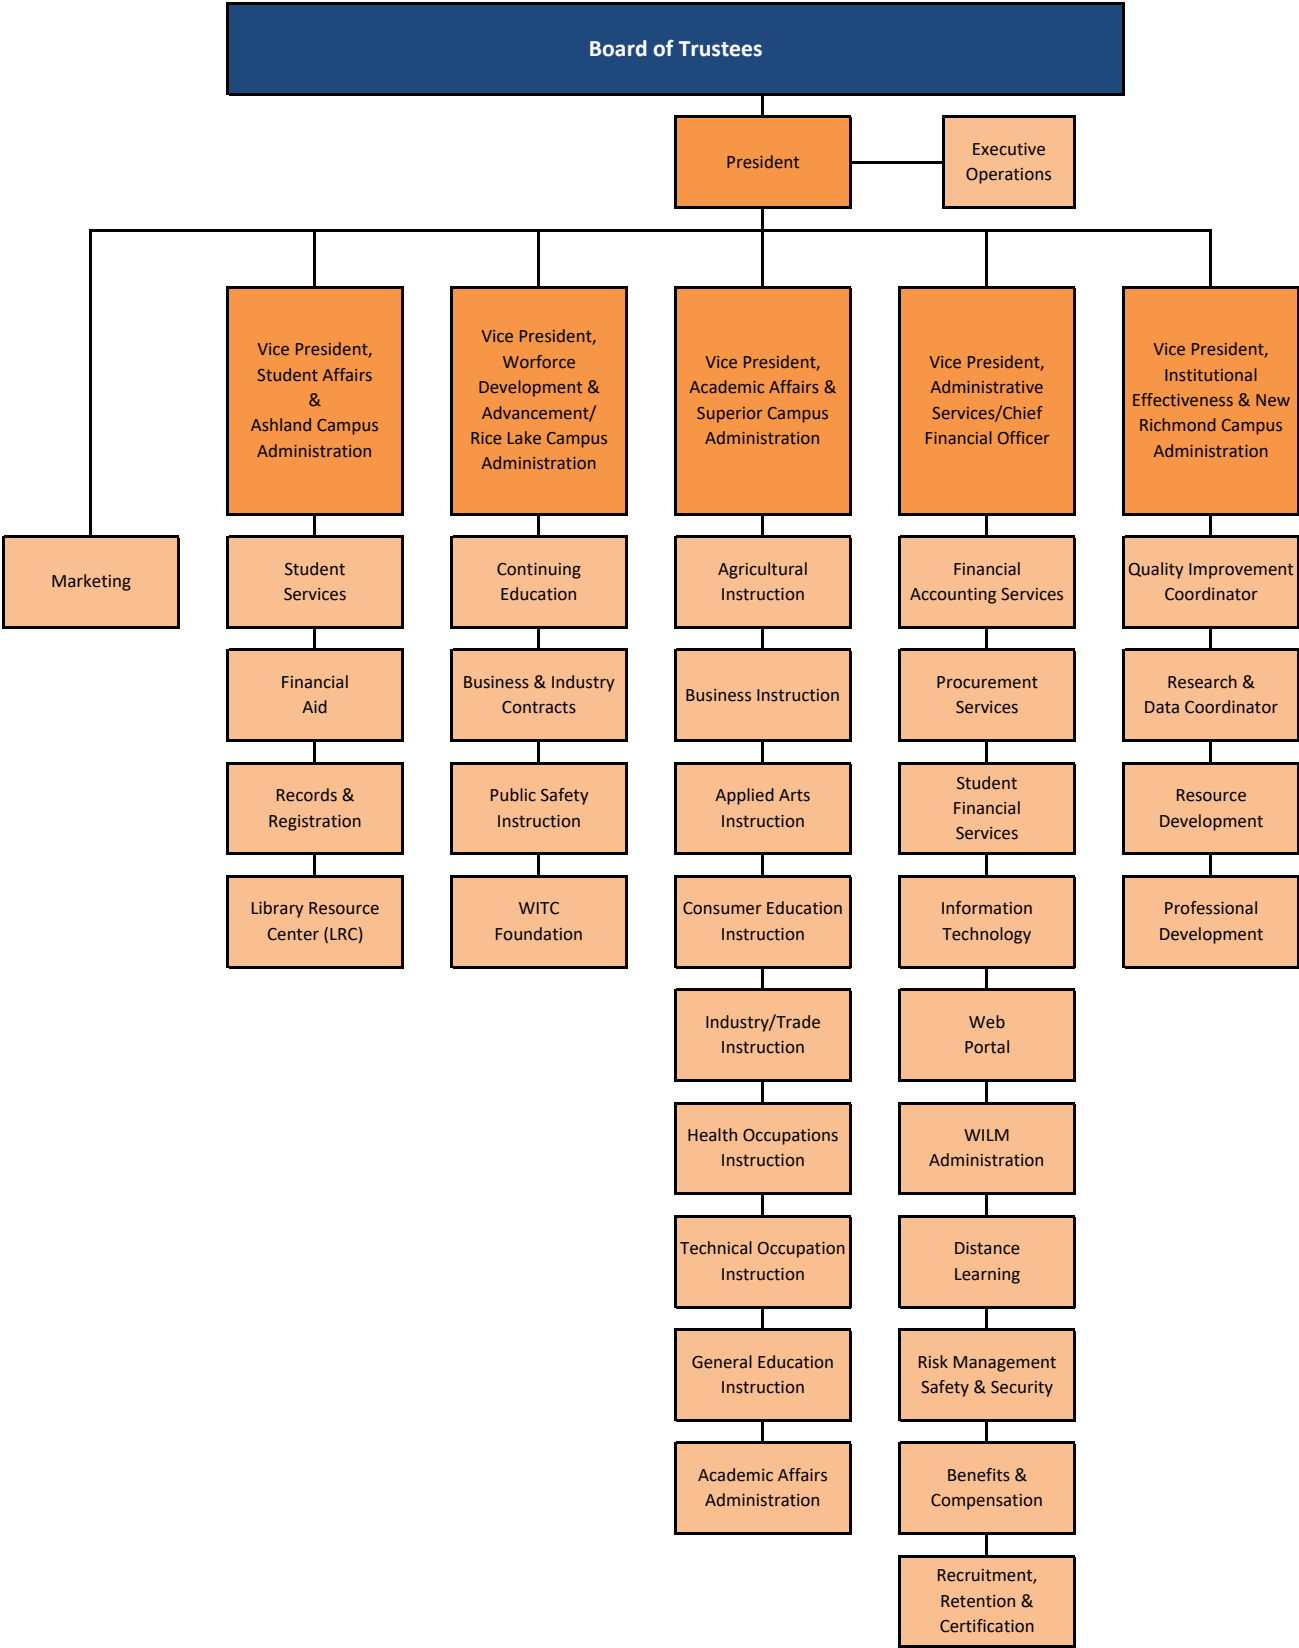 Board of Trustees
President
Executive
Operations
Vice President,
Student Affairs
&
Ashland Campus
Administration
Vice President,
Worforce
Development &
Advancement/
Rice Lake Campus
Administration
Vice President,
Academic Affairs &
Superior Campus
Administration
Vice President,
Administrative
Services/Chief
Financial Officer
Vice President,
Institutional
Effectiveness & New
Richmond Campus
Administration
Marketing
Student
Services
Continuing
Education
Agricultural
Instruction
Financial
Accounting Services
Quality Improvement
Coordinator
Financial
Aid
Business & Industry
Contracts
Business Instruction
Procurement
Services
Research &
Data Coordinator
Records &
Registration
Public Safety
Instruction
Applied Arts
Instruction
Student
Financial
Services
Resource
Development
Library Resource
Center (LRC)
WITC
Foundation
Consumer Education
Instruction
Information
Technology
Professional
Development
Industry/Trade
Instruction
Web
Portal
Health Occupations
Instruction
WILM
Administration
Technical Occupation
Instruction
Distance
Learning
General Education
Instruction
Risk Management
Safety & Security
Academic Affairs
Administration
Benefits &
Compensation
Recruitment,
Retention &
Certification